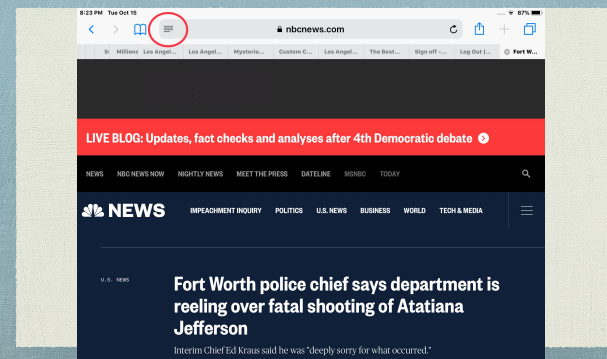 8:23 PM Tue Oct 15
87%
nbcnews.com
Millions Los Angel... Los Angel... Mysterio... Custom C... Los Angel... The Best... Sign off -... Log Out |... Fort W...
LIVE BLOG: Updates, fact checks and analyses after 4th Democratic debate
NEWS NBC NEWS NOW NIGHTLY NEWS MEET THE PRESS DATELINE MSNBC TODAY
NEWS IMPEACHMENT INQUIRY POLITICS U.S. NEWS BUSINESS WORLD TECH & MEDIA
U.S. NEWS
Fort Worth police chief says department is
reeling over fatal shooting of Atatiana
Jefferson
Interim Chief Ed Kraus said he was "deeply sorry for what occurred."